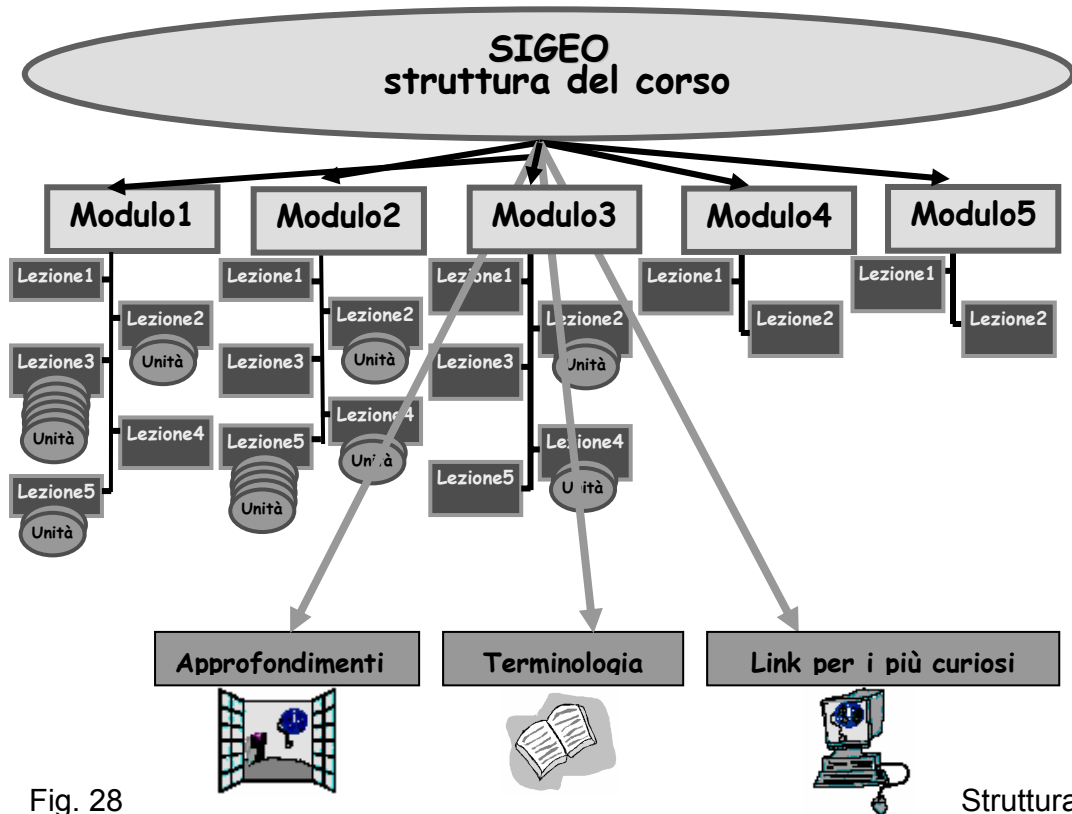 SIGEO
struttura del corso
Modulo1
Modulo2
Modulo3
Modulo4
Modulo5
Lezione1
Lezione2
Unità
Lezione3
Unità
Lezione4
Lezione5
Unità
Lezione1
Lezione2
Unità
Lezione3
Lezione4
Unità
Lezione5
Unità
Lezione1
Lezione2
Unità
Lezione3
Lezione4
Unità
Lezione5
Lezione1
Lezione2
Lezione1
Lezione2
Approfondimenti
Terminologia
Link per i più curiosi
Fig. 28
Struttura